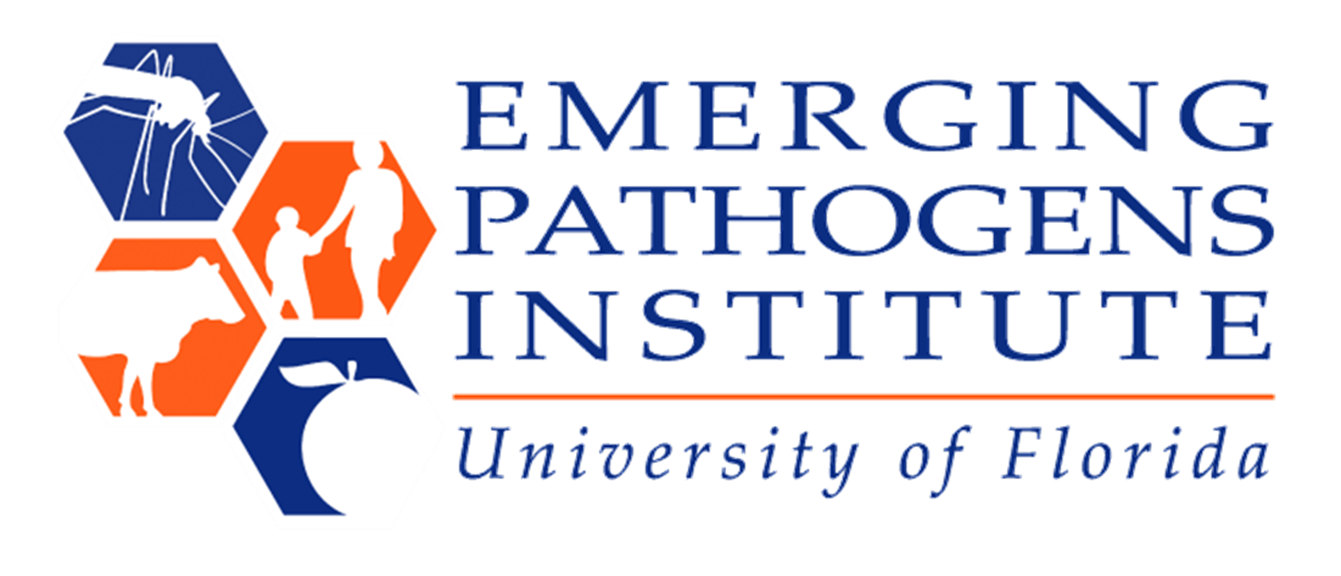 EMERGING
PATHOGENS
INSTITUTE
University of Florida